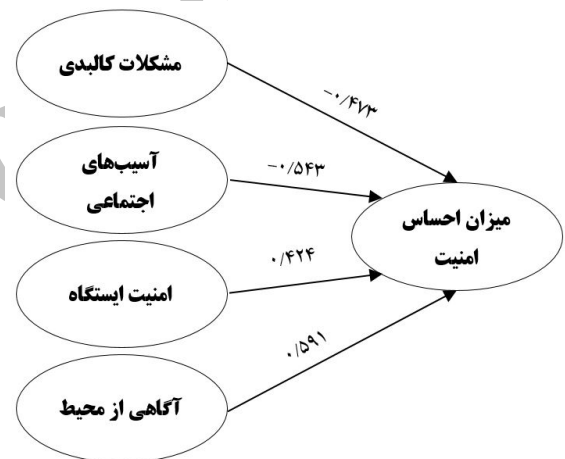 مشکلات کالبدی
-۰/۴۷۳
آسیب‌های
اجتماعی
-۰/۵۴۳
میزان احساس
امنیت
امنیت ایستگاه
۰/۴۲۴
آگاهی از محیط
۰/۵۹۱